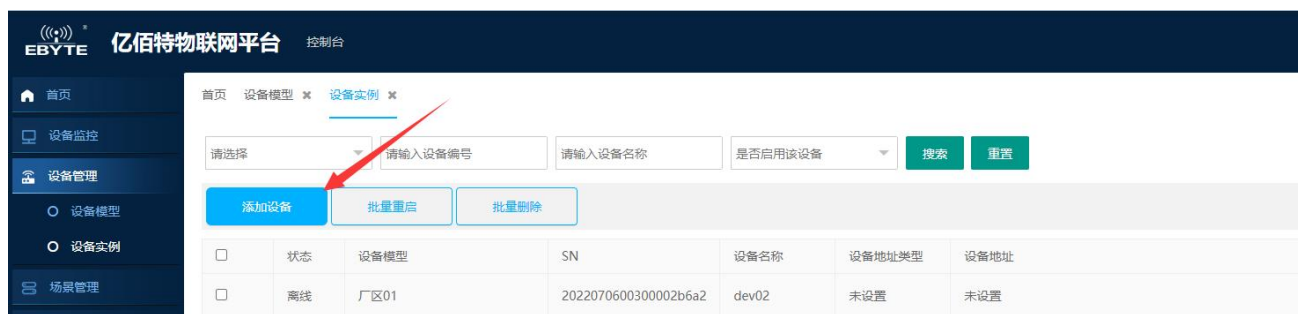 EBYTE 亿佰特物联网平台 控制台
首页
设备监控
设备管理
设备模型
设备实例
场景管理
首页 设备模型 × 设备实例 ×
请选择 请输入设备编号 请输入设备名称 是否启用该设备 搜索 重置
添加设备 批量重启 批量删除
状态 设备模型 SN 设备名称 设备地址类型 设备地址
离线 厂区01 2022070600300002b6a2 dev02 未设置 未设置